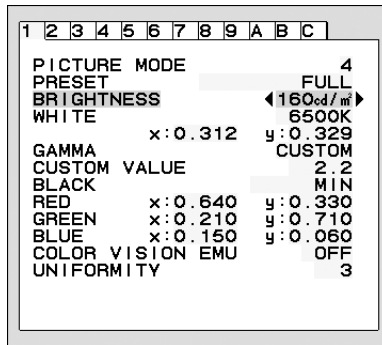 1 2 3 4 5 6 7 8 9 A B C
PICTURE MODE 4
PRESET FULL
BRIGHTNESS 160cd/㎡
WHITE 6500K
x:0.312 y:0.329
GAMMA CUSTOM
CUSTOM VALUE 2.2
BLACK MIN
RED x:0.640 y:0.330
GREEN x:0.210 y:0.710
BLUE x:0.150 y:0.060
COLOR VISION EMU OFF
UNIFORMITY 3